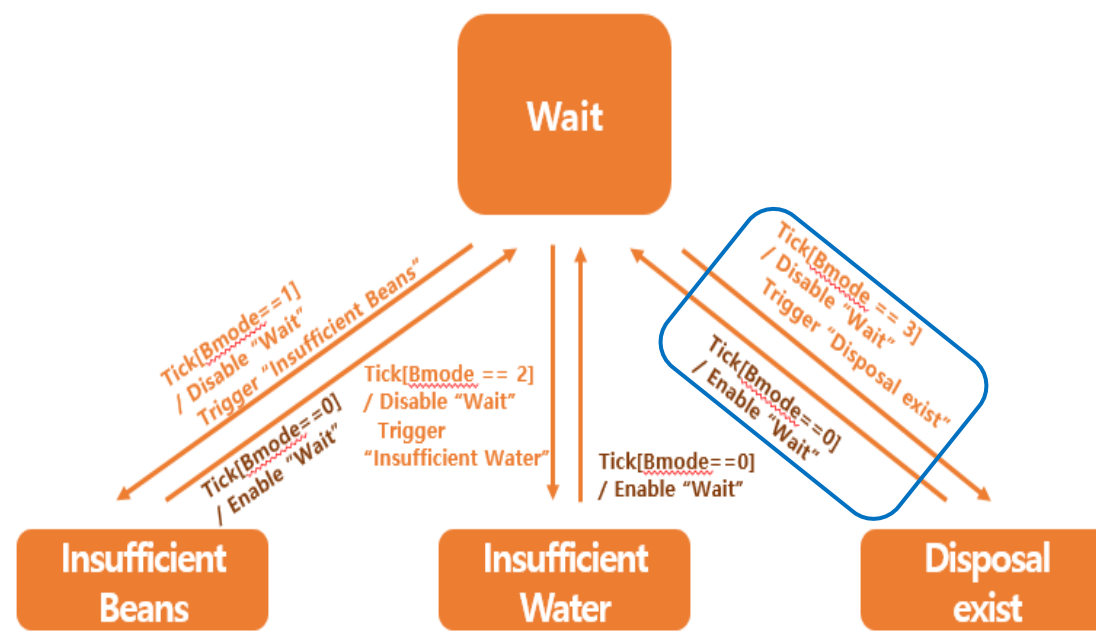 Wait
Tick[Bmode==1]
/ Disable “Wait”
Trigger “Insufficient Beans”
Tick[Bmode==0]
/ Enable “Wait”
Tick[Bmode == 2]
/ Disable “Wait”
Trigger
“Insufficient Water”
Tick[Bmode==0]
/ Enable “Wait”
Tick[Bmode == 3]
/ Disable “Wait”
Trigger “Disposal exist”
Tick[Bmode==0]
/ Enable “Wait”
Insufficient
Beans
Insufficient
Water
Disposal
exist